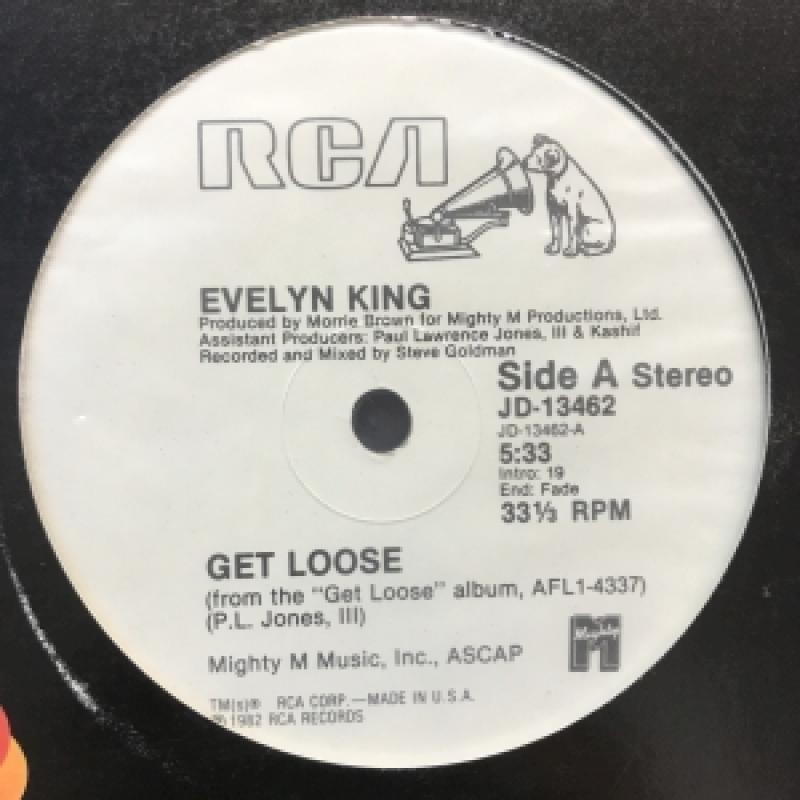 RCA
EVELYN KING
Produced by Morrie Brown for Mighty M Productions, Ltd.
Assistant Producers: Paul Lawrence Jones, III & Kashif
Recorded and Mixed by Steve Goldman
Side A Stereo
JD-13462
JD-13462-A
5:33
Intro: 19
End: Fade
33⅓ RPM
GET LOOSE
(from the "Get Loose" album, AFL1-4337)
(P.L. Jones, III)
Mighty M Music, Inc., ASCAP
TM(s)® RCA CORP.—MADE IN U.S.A.
℗ 1982 RCA RECORDS